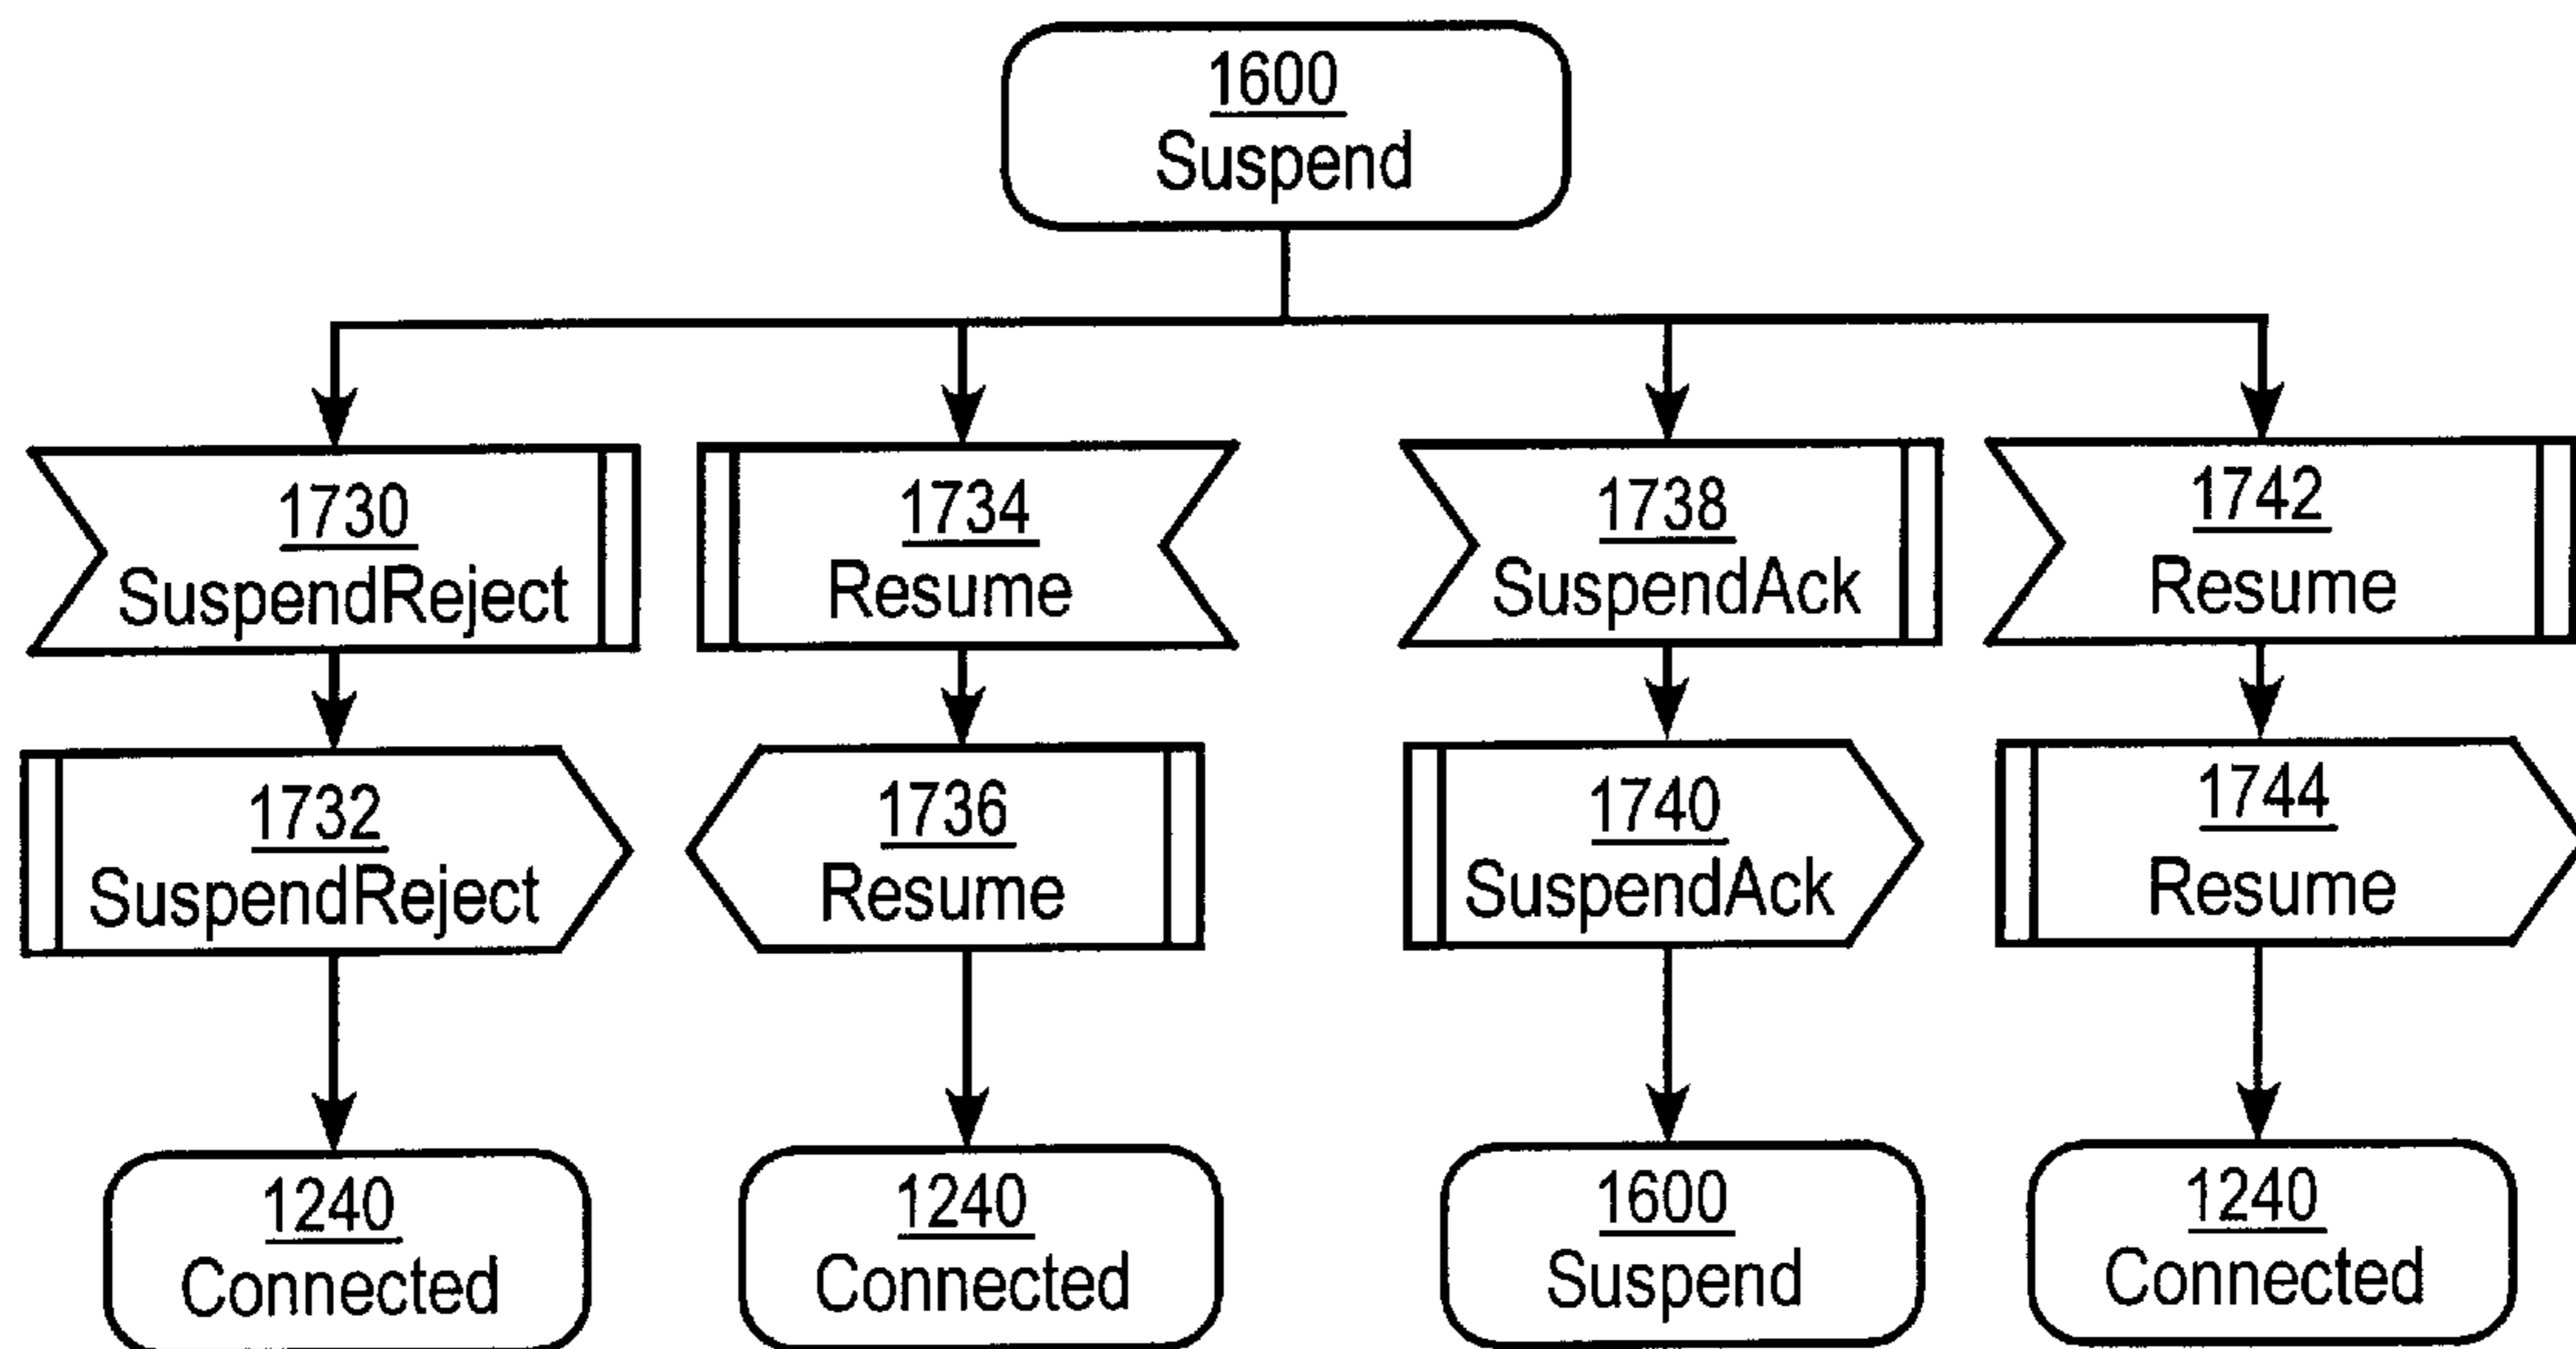 1600
Suspend
1730
SuspendReject
1734
Resume
1738
SuspendAck
1742
Resume
1732
SuspendReject
1736
Resume
1740
SuspendAck
1744
Resume
1240
Connected
1240
Connected
1600
Suspend
1240
Connected